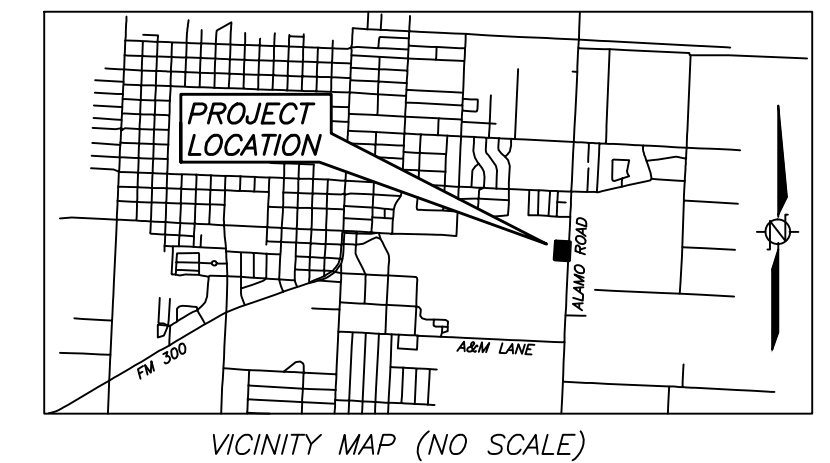 PROJECT
LOCATION
ALAMO ROAD
N
A&M LANE
FM 300
VICINITY MAP (NO SCALE)